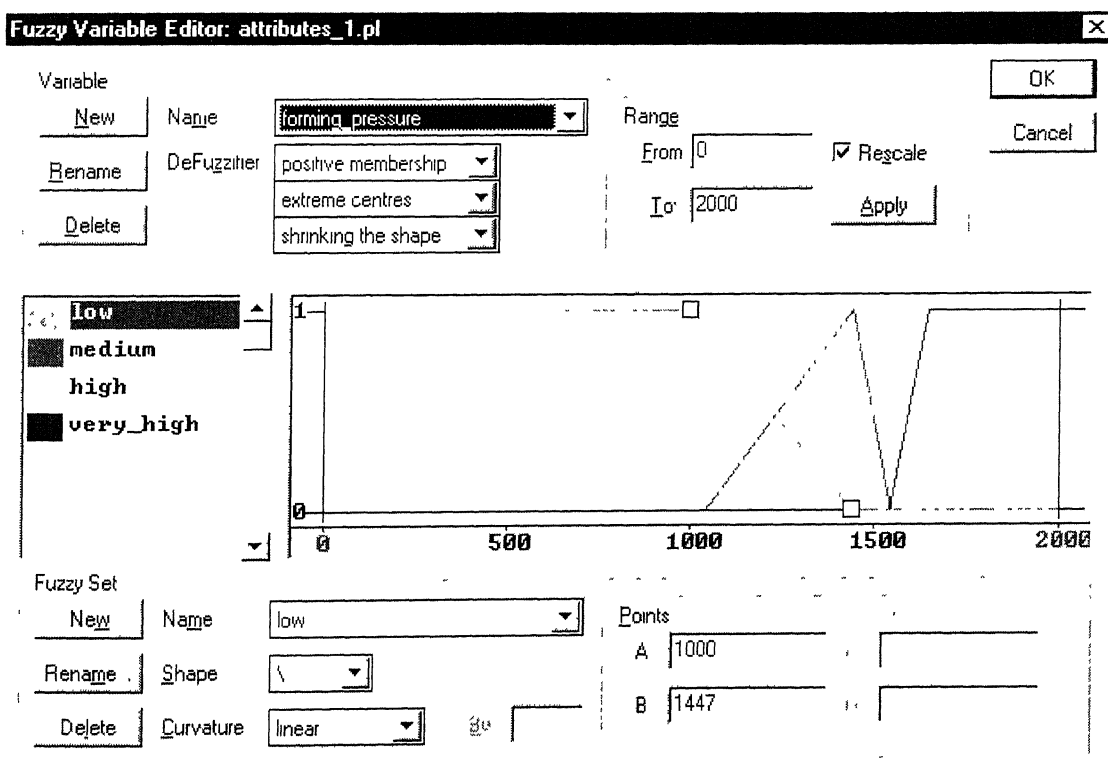 Fuzzy Variable Editor: attributes_1.pl
Variable
New Name forming_pressure
Rename DeFuzzifier positive membership
extreme centres
Delete shrinking the shape
Range
From 0 Rescale
To 2000 Apply
OK
Cancel
low
medium
high
very_high
1
0
0 500 1000 1500 2000
Fuzzy Set
New Name low
Rename Shape \
Delete Curvature linear By
Points
A 1000
B 1447